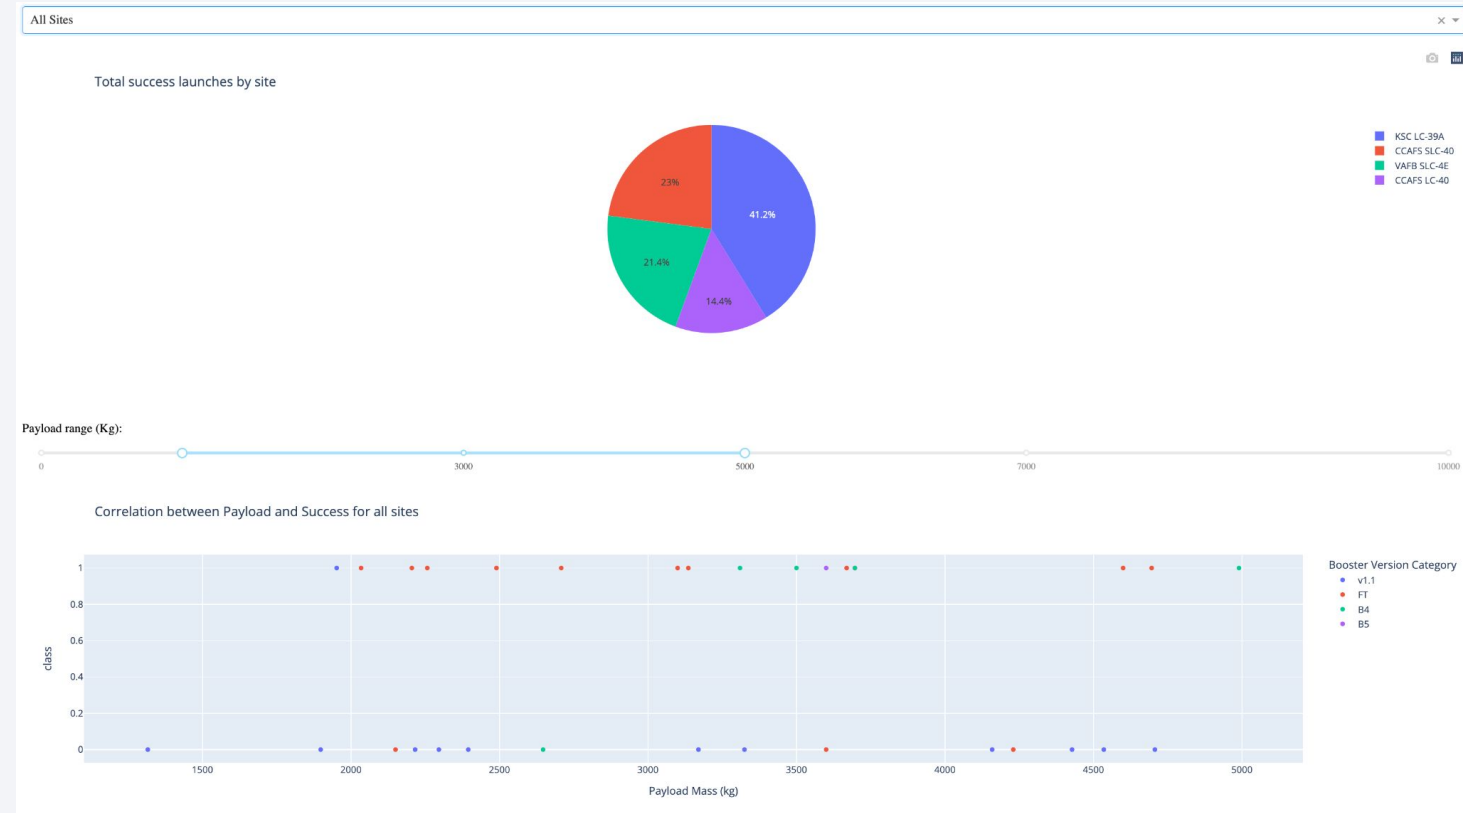 All Sites
Total success launches by site
KSC LC-39A
CCAFS SLC-40
VAFB SLC-4E
CCAFS LC-40
23%
41.2%
21.4%
14.4%
Payload range (Kg):
0 3000 5000 7000 10000
Correlation between Payload and Success for all sites
Booster Version Category
v1.1
FT
B4
B5
1
0.8
0.6
0.4
0.2
0
class
1500 2000 2500 3000 3500 4000 4500 5000
Payload Mass (kg)